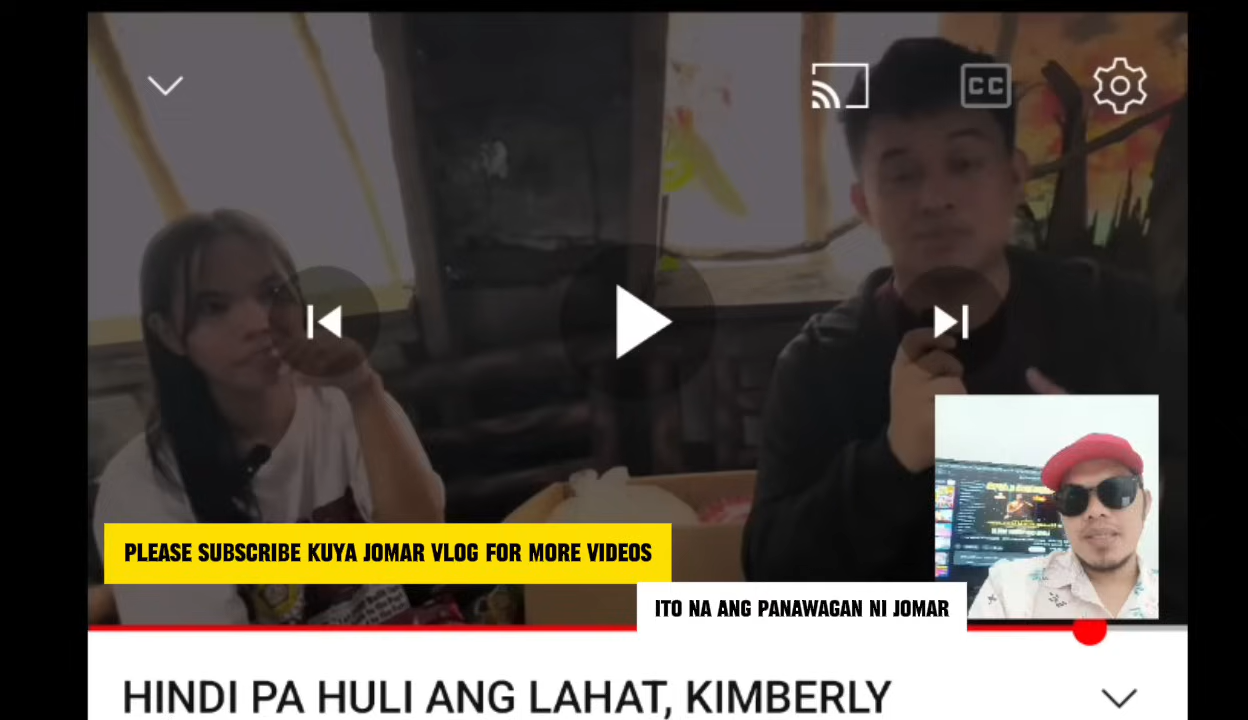 CC
PLEASE SUBSCRIBE KUYA JOMAR VLOG FOR MORE VIDEOS
ITO NA ANG PANAWAGAN NI JOMAR
HINDI PA HULI ANG LAHAT, KIMBERLY